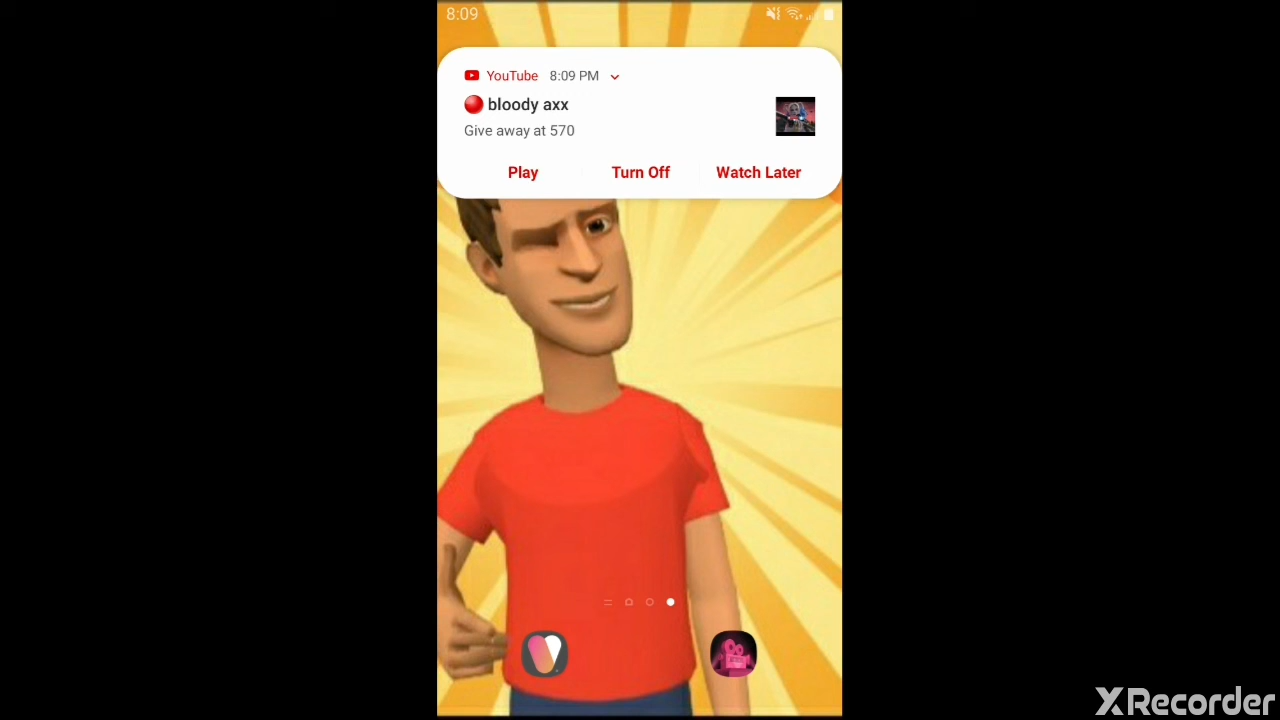 8:09
YouTube 8:09 PM
bloody axx
Give away at 570
Play Turn Off Watch Later
XRecorder